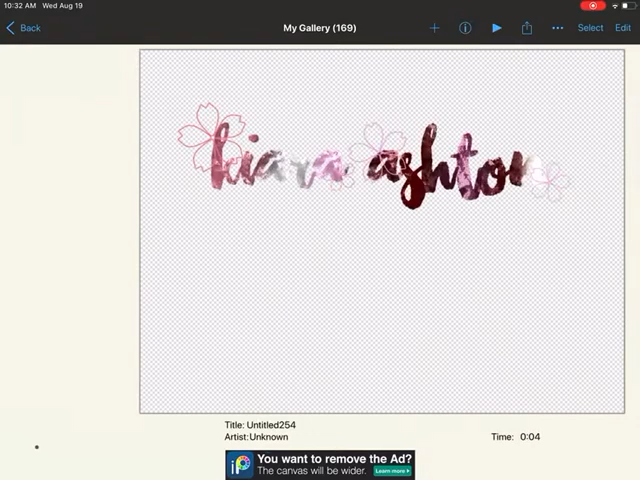 10:32 AM Wed Aug 19
Back
My Gallery (169)
Select
Edit
kiara ashton
Title: Untitled254
Artist:Unknown
Time: 0:04
iP
You want to remove the Ad?
The canvas will be wider.
Learn more